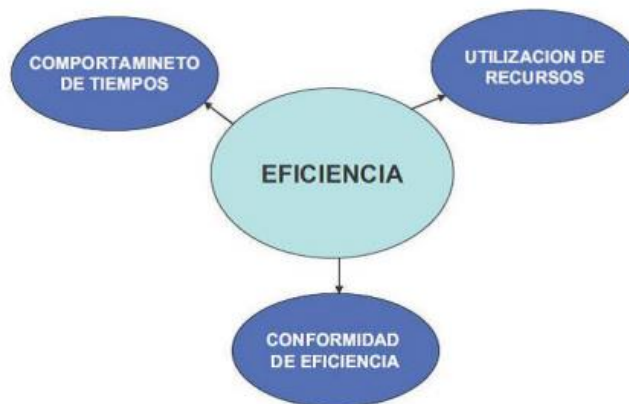 COMPORTAMINETO
DE TIEMPOS
UTILIZACION DE
RECURSOS
EFICIENCIA
CONFORMIDAD
DE EFICIENCIA